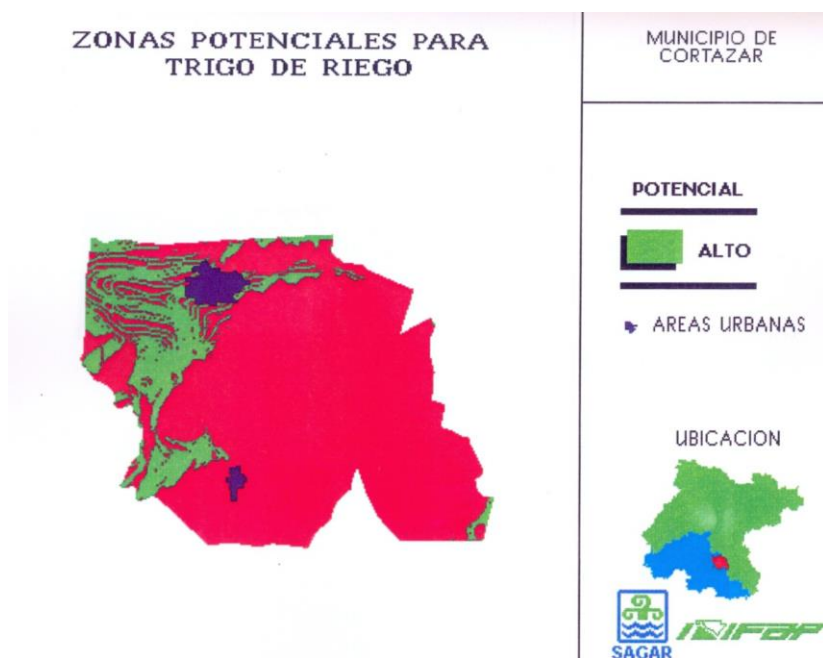 ZONAS POTENCIALES PARA
TRIGO DE RIEGO
MUNICIPIO DE
CORTAZAR
POTENCIAL
ALTO
AREAS URBANAS
UBICACION
SAGAR
INIFAP